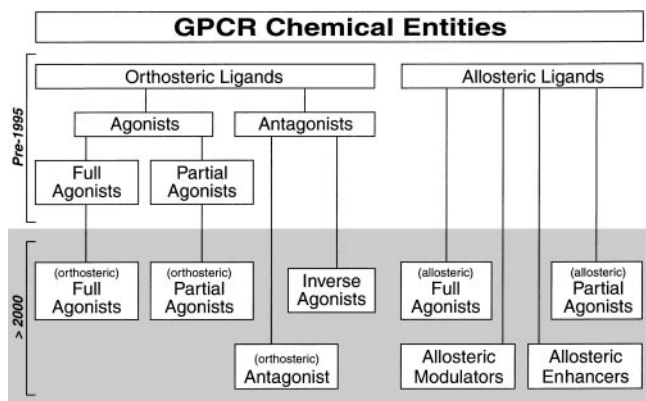 GPCR Chemical Entities
Pre-1995
Orthosteric Ligands
Allosteric Ligands
Agonists
Antagonists
Full
Agonists
Partial
Agonists
> 2000
(orthosteric)
Full
Agonists
(orthosteric)
Partial
Agonists
Inverse
Agonists
(allosteric)
Full
Agonists
(allosteric)
Partial
Agonists
(orthosteric)
Antagonist
Allosteric
Modulators
Allosteric
Enhancers